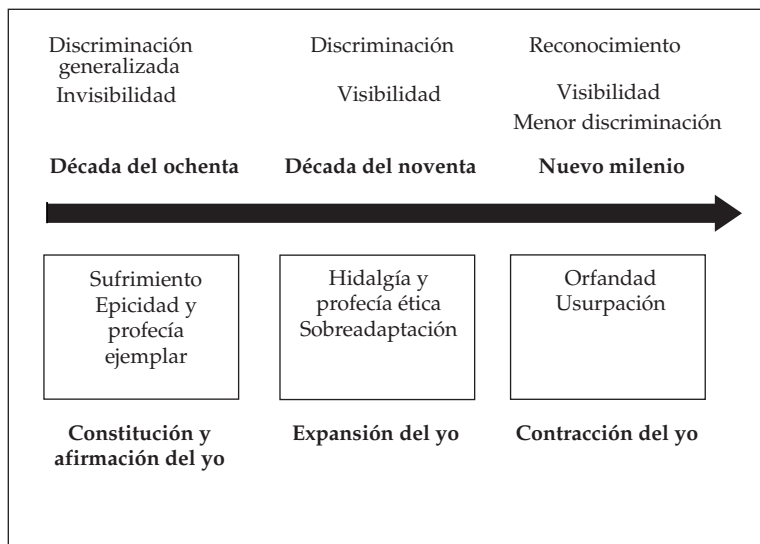 Discriminación
generalizada
Invisibilidad
Discriminación
Visibilidad
Reconocimiento
Visibilidad
Menor discriminación
Década del ochenta
Década del noventa
Nuevo milenio
Sufrimiento
Epicidad y
profecía
ejemplar
Hidalgía y
profecía ética
Sobreadaptación
Orfandad
Usurpación
Constitución y
afirmación del yo
Expansión del yo
Contracción del yo